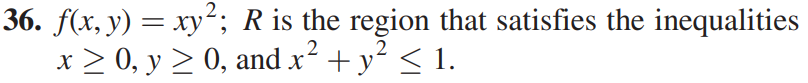 36. f(x, y) = xy²; R is the region that satisfies the inequalities
x ≥ 0, y ≥ 0, and x² + y² ≤ 1.